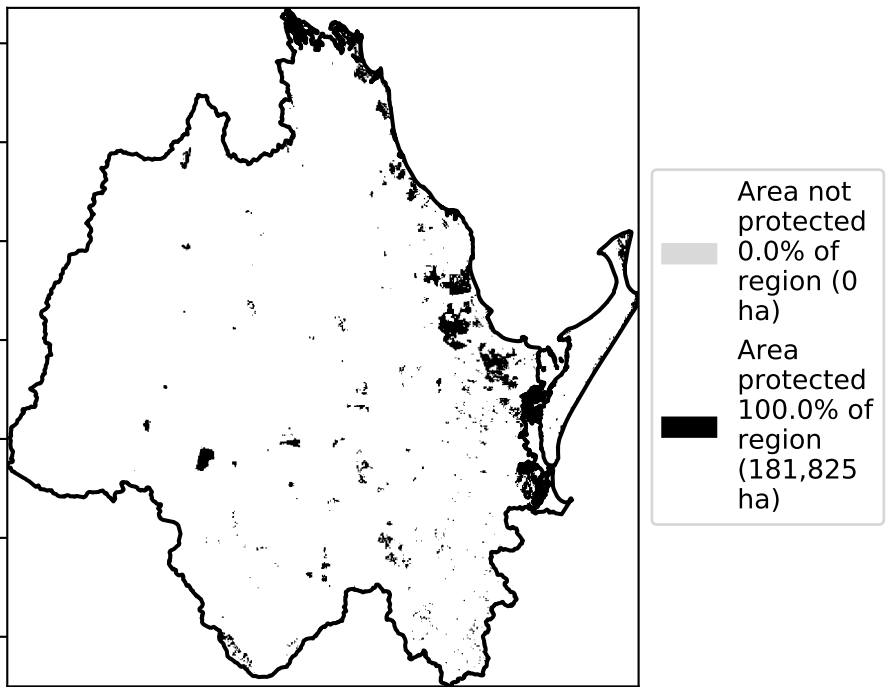 Area not
protected
0.0% of
region (0
ha)
Area
protected
100.0% of
region
(181,825
ha)